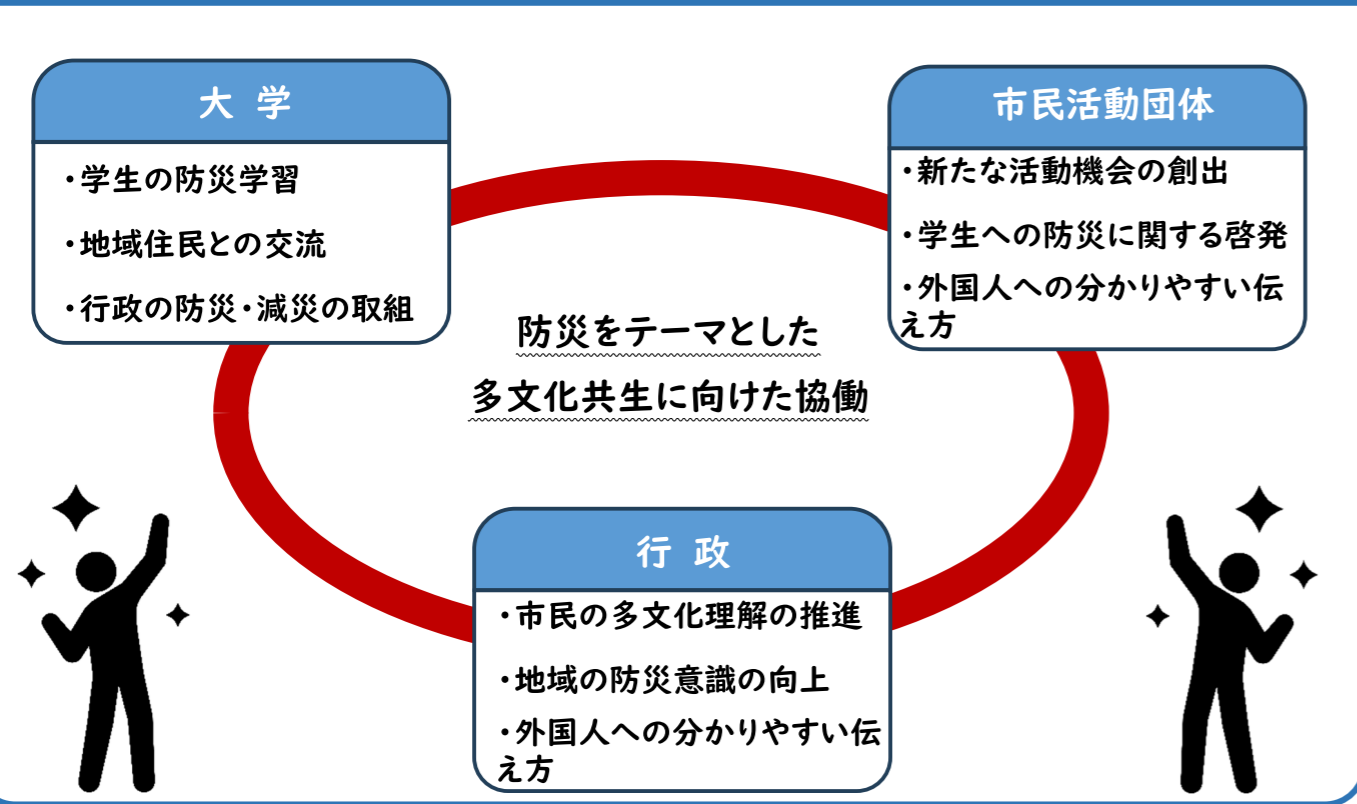 大 学
・学生の防災学習
・地域住民との交流
・行政の防災・減災の取組
市民活動団体
・新たな活動機会の創出
・学生への防災に関する啓発
・外国人への分かりやすい伝
え方
防災をテーマとした
多文化共生に向けた協働
行 政
・市民の多文化理解の推進
・地域の防災意識の向上
・外国人への分かりやすい伝
え方